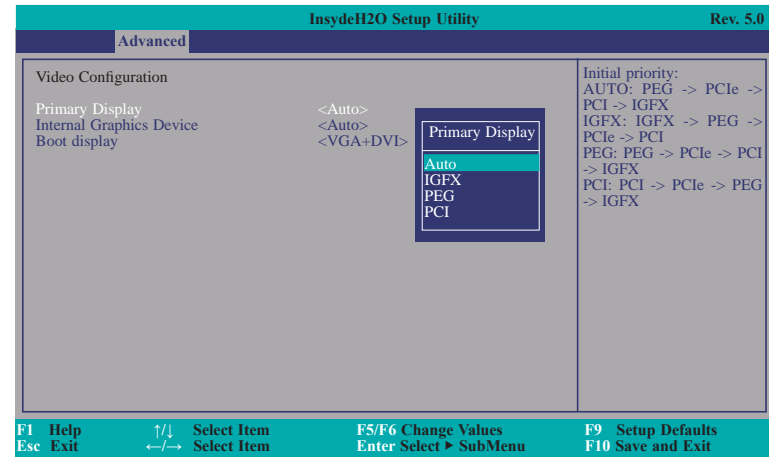 InsydeH2O Setup Utility Rev. 5.0
Advanced
Video Configuration
Primary Display <Auto>
Internal Graphics Device <Auto>
Boot display <VGA+DVI>
Primary Display
Auto
IGFX
PEG
PCI
Initial priority:
AUTO: PEG -> PCIe ->
PCI -> IGFX
IGFX: IGFX -> PEG ->
PCIe -> PCI
PEG: PEG -> PCIe -> PCI
-> IGFX
PCI: PCI -> PCIe -> PEG
-> IGFX
F1 Help ↑/↓ Select Item F5/F6 Change Values F9 Setup Defaults
Esc Exit ←/→ Select Item Enter Select ► SubMenu F10 Save and Exit